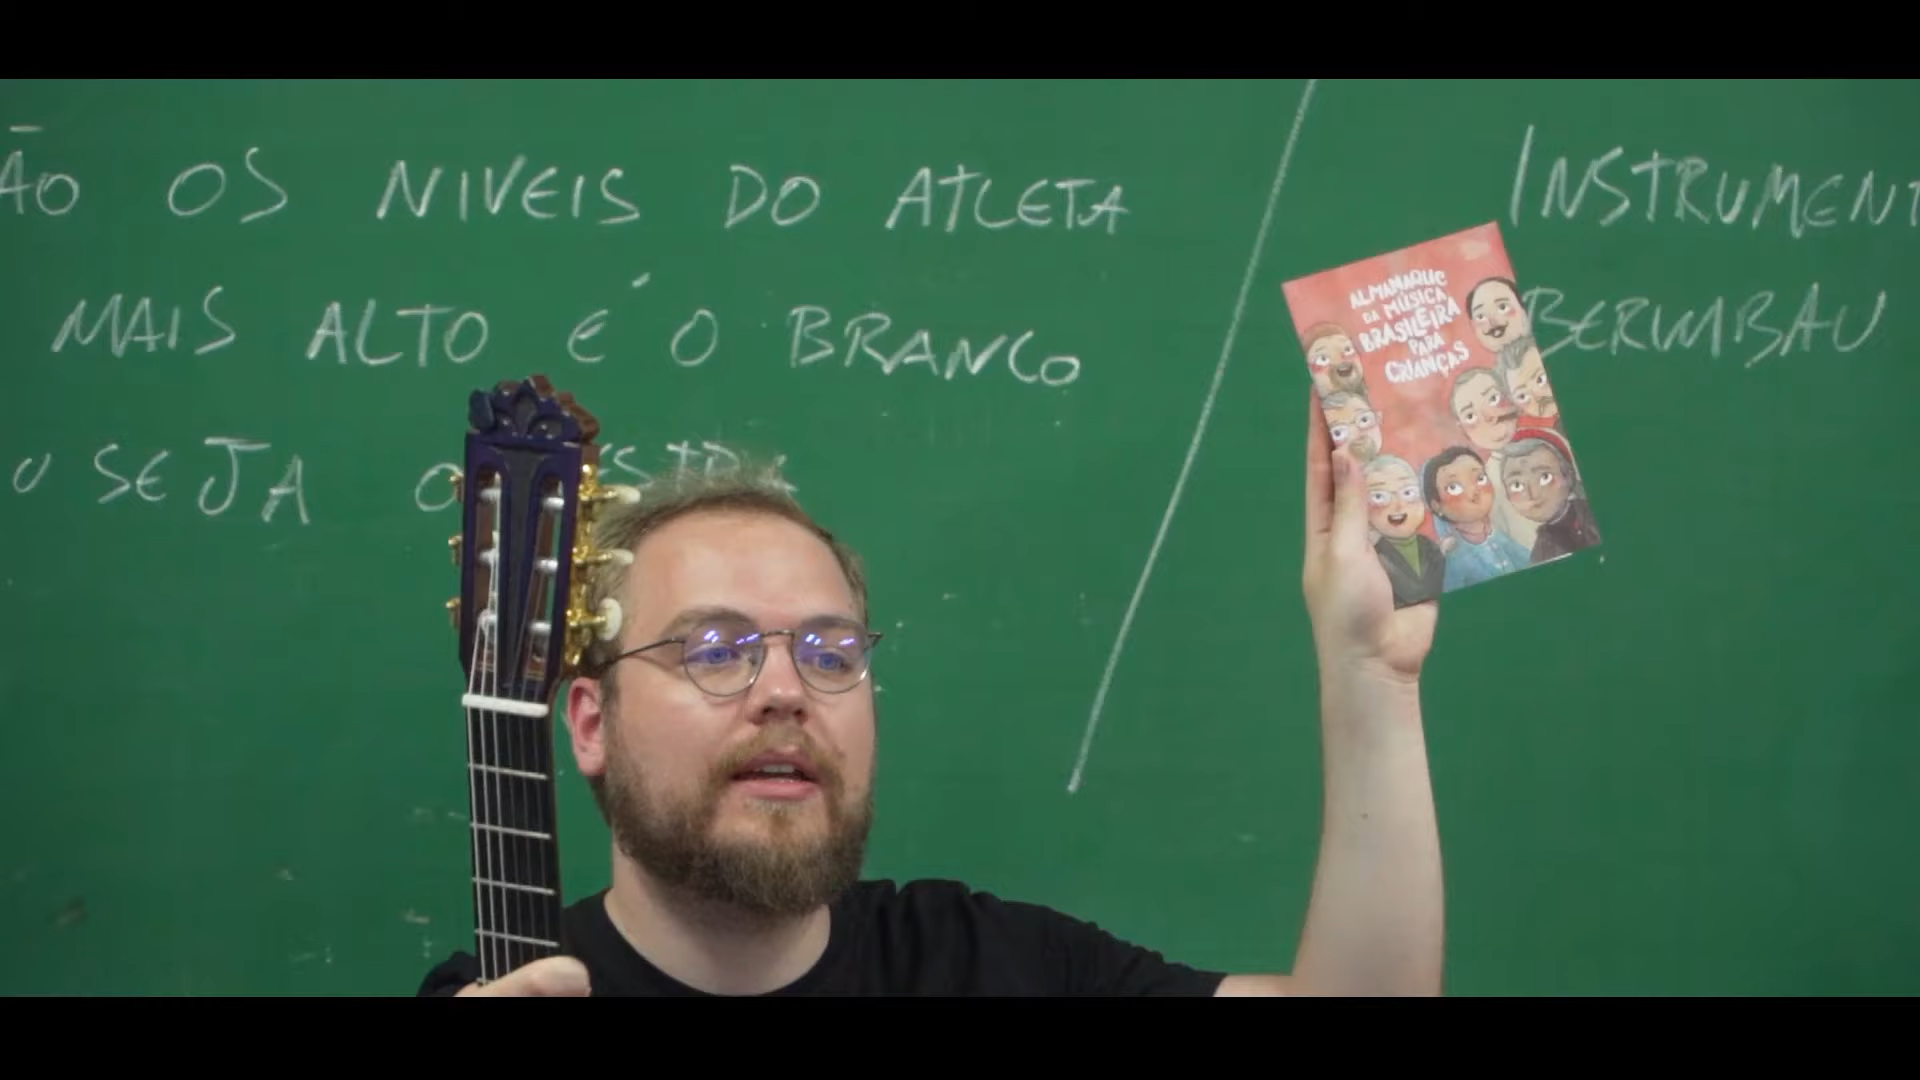 ÃO OS NIVEIS DO ATLETA
MAIS ALTO É O BRANCO
U SEJA O
INSTRUMENT
BERIMBAU
ALMANAQUE
DA MÚSICA
BRASILEIRA
PARA
CRIANÇAS